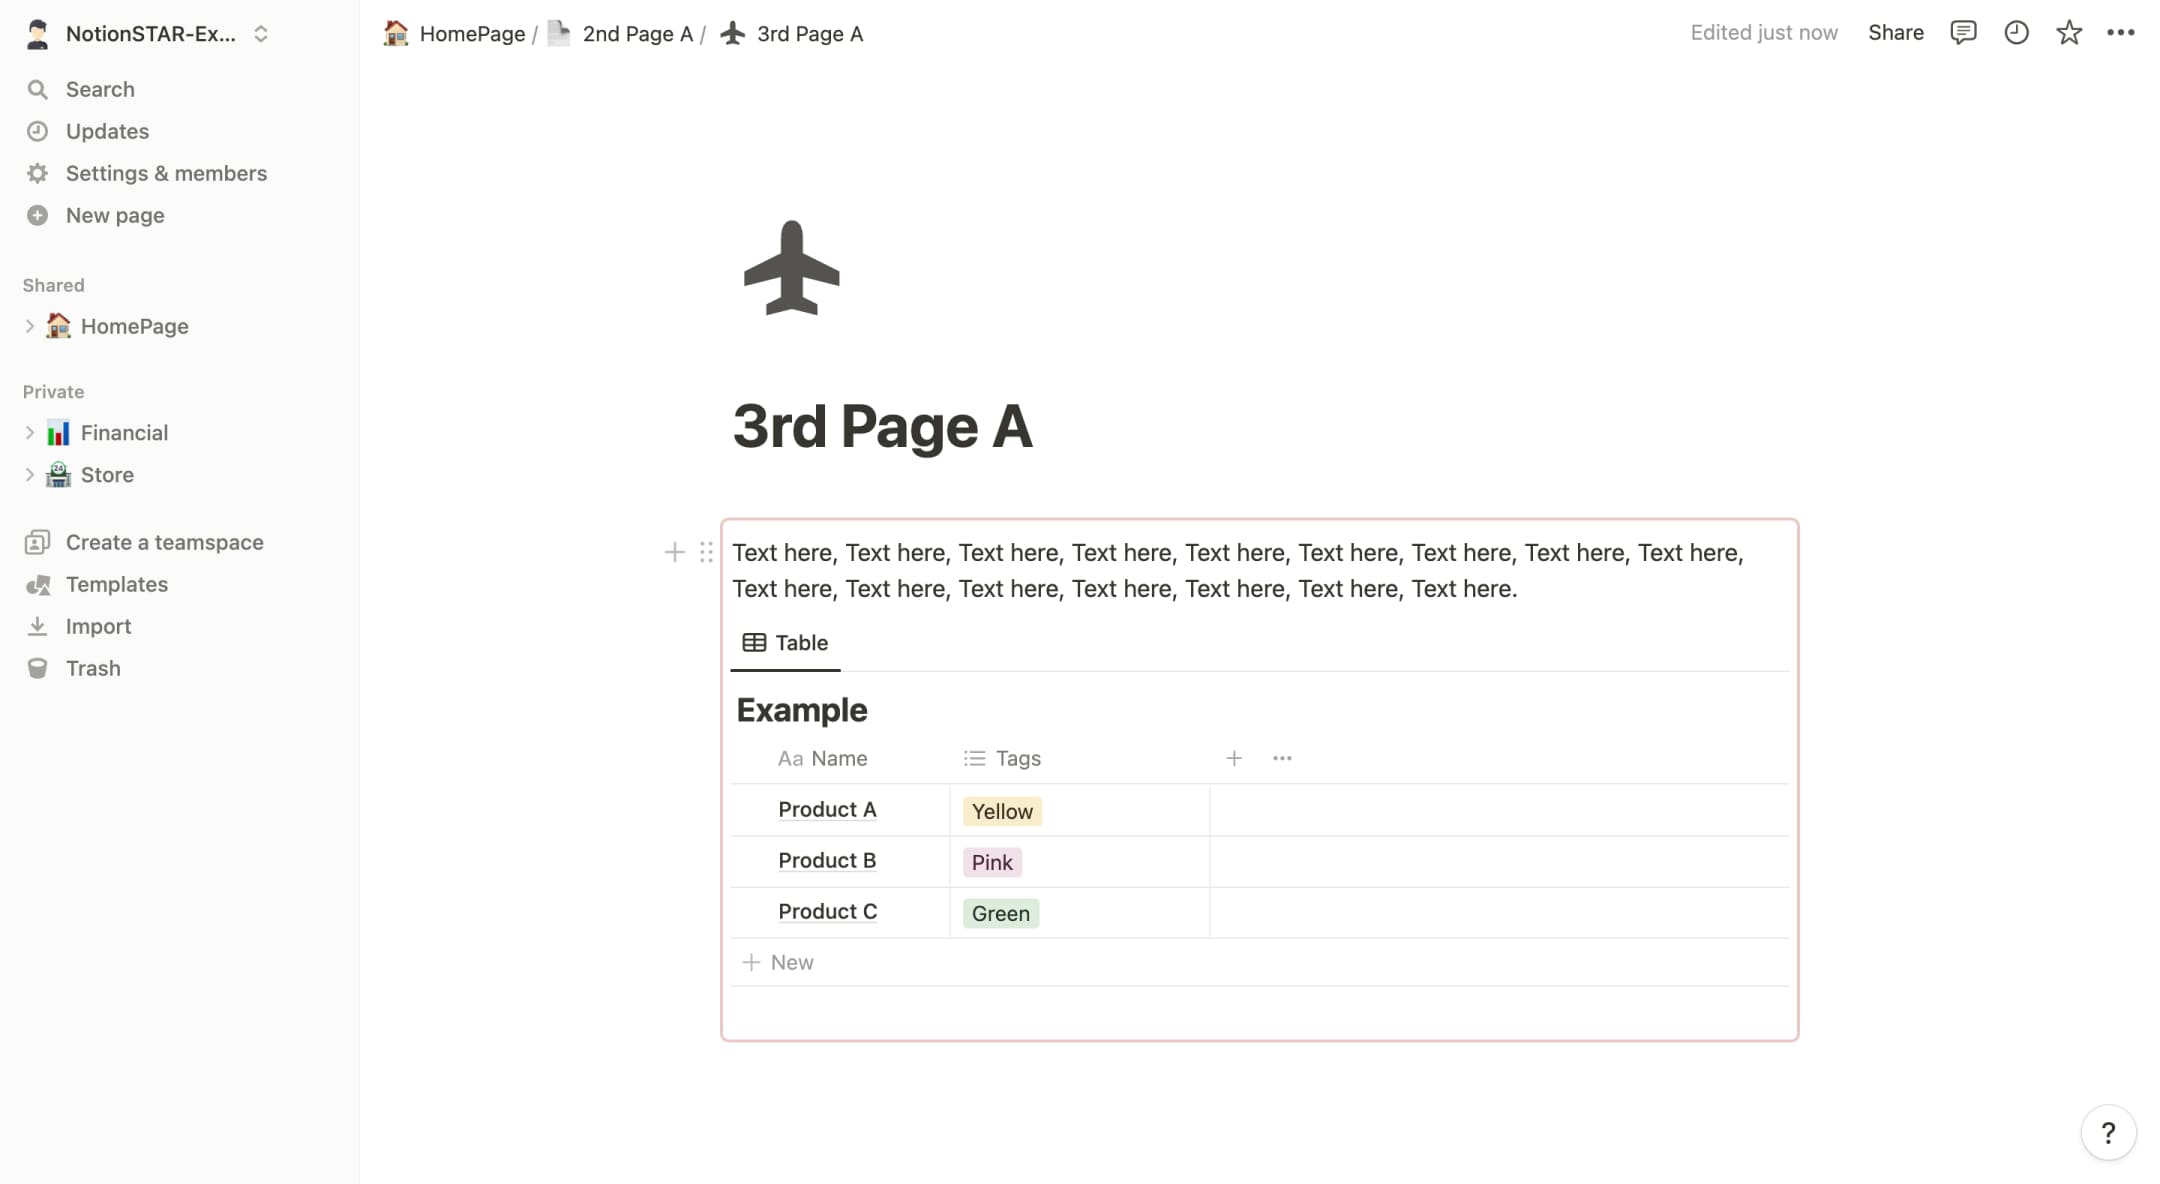 NotionSTAR-Ex...
Search
Updates
Settings & members
New page
Shared
HomePage
Private
Financial
Store
Create a teamspace
Templates
Import
Trash
HomePage / 2nd Page A / 3rd Page A
Edited just now Share
3rd Page A
Text here, Text here, Text here, Text here, Text here, Text here, Text here, Text here, Text here,
Text here, Text here, Text here, Text here, Text here, Text here, Text here.
Table
Example
Aa Name Tags
Product A Yellow
Product B Pink
Product C Green
+ New
?